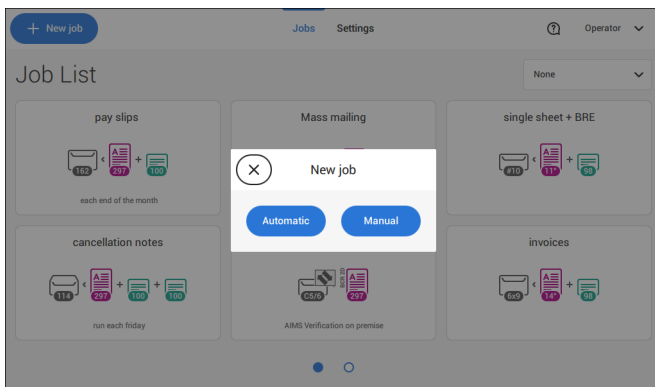 New job
Jobs
Settings
Operator
Job List
None
pay slips
162
297
100
each end of the month
Mass mailing
single sheet + BRE
#10
11"
98
New job
Automatic
Manual
cancellation notes
114
297
100
100
run each friday
C5/6
BCR 2D
297
AIMS Verification on premise
invoices
6x9
14"
98